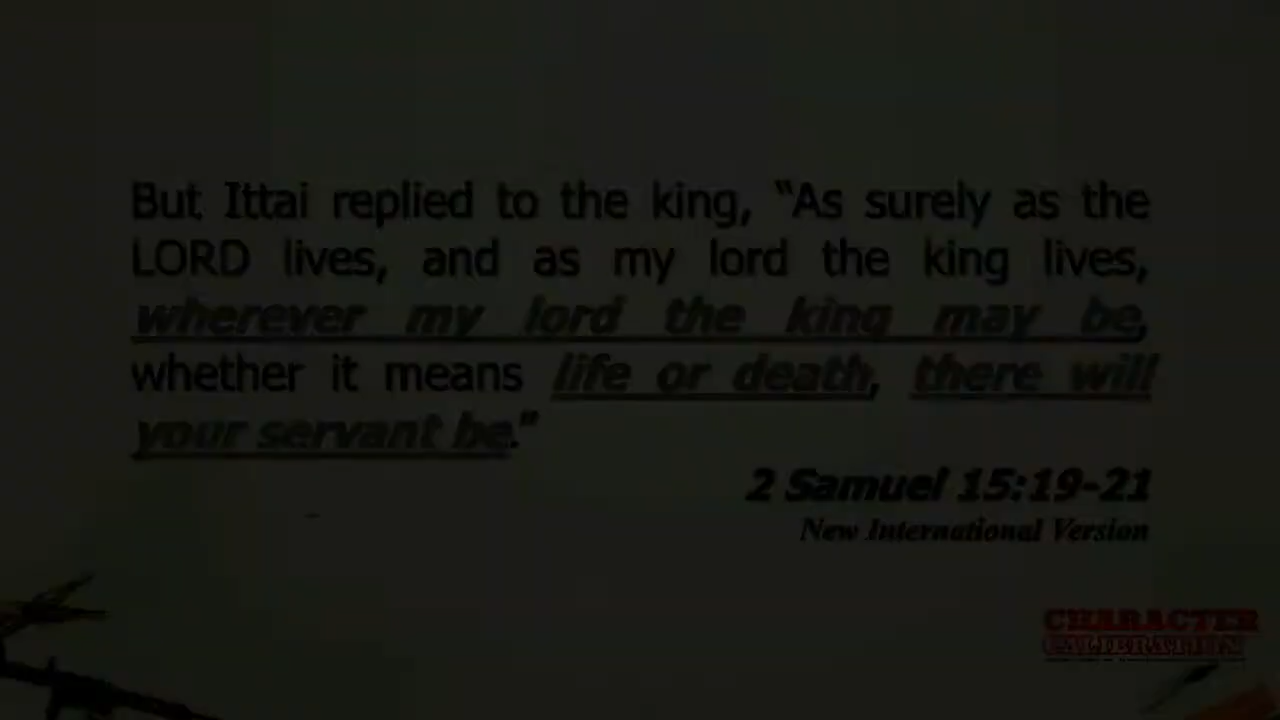 But Ittai replied to the king, “As surely as the
LORD lives, and as my lord the king lives,
wherever my lord the king may be,
whether it means life or death, there will
your servant be.”
2 Samuel 15:19-21
New International Version
CHARACTER
CALIBRATION